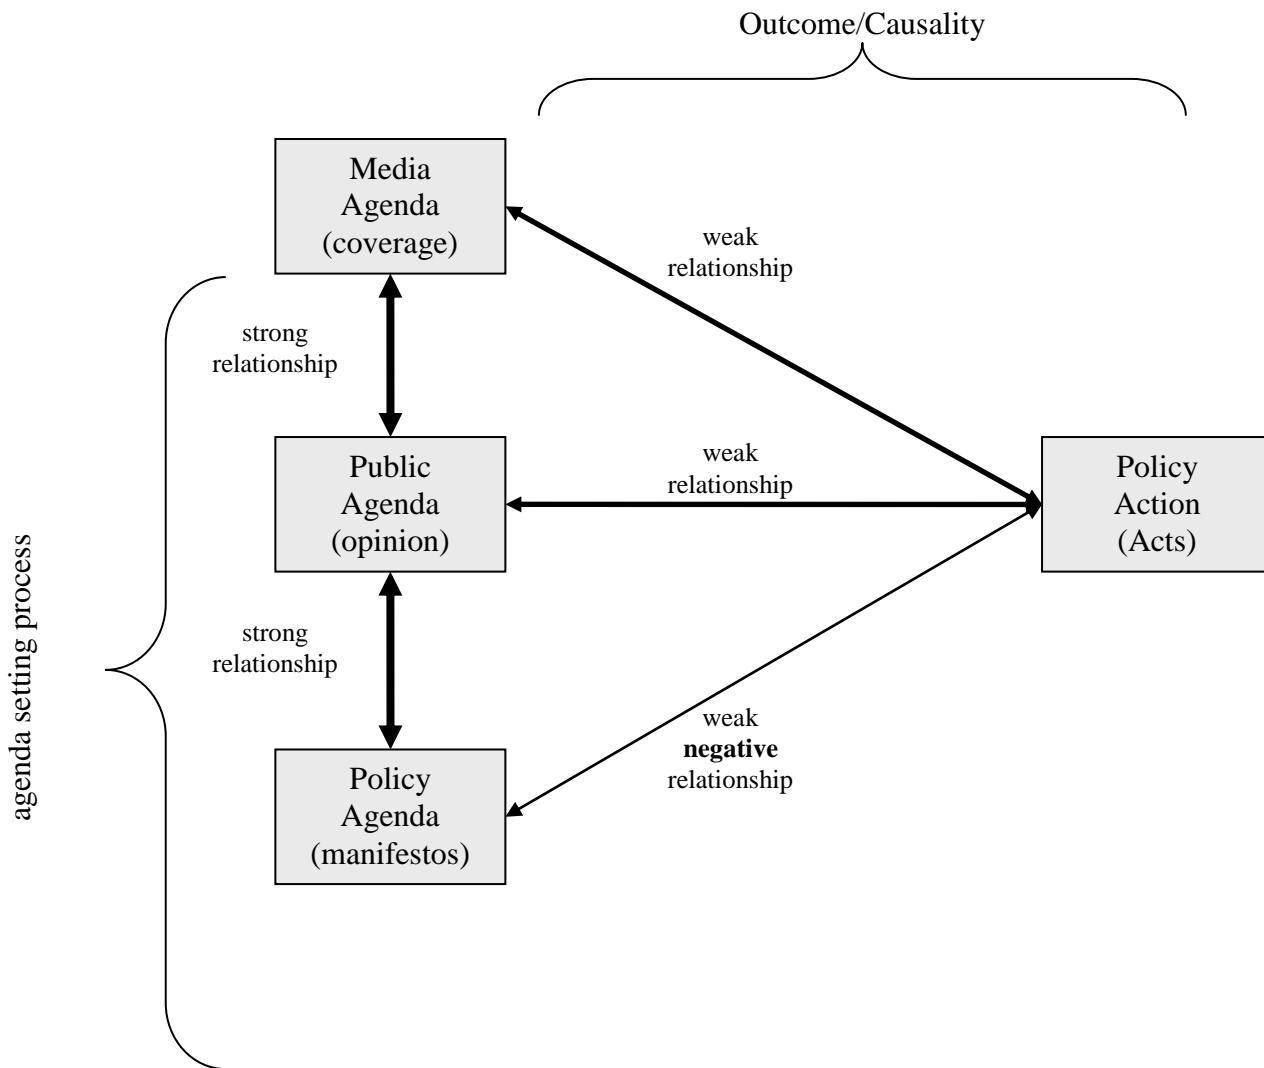 Outcome/Causality
Media
Agenda
(coverage)
weak
relationship
strong
relationship
Public
Agenda
(opinion)
weak
relationship
Policy
Action
(Acts)
agenda setting process
strong
relationship
weak
negative
relationship
Policy
Agenda
(manifestos)